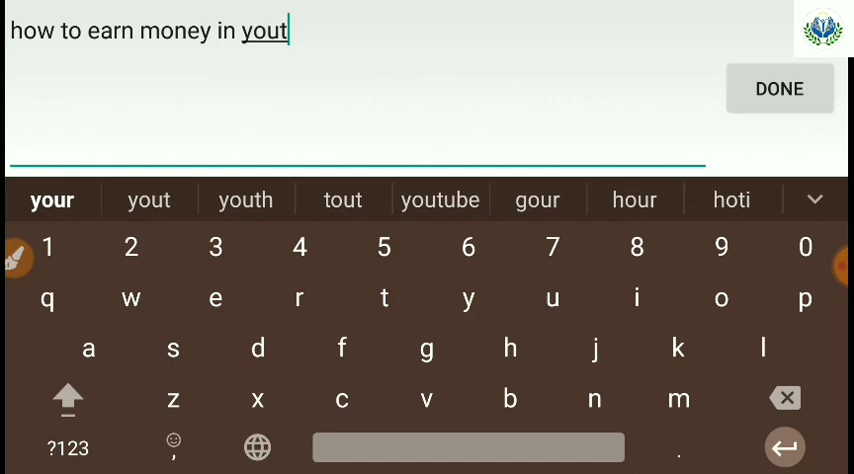 how to earn money in yout
DONE
your yout youth tout youtube gour hour hoti
1 2 3 4 5 6 7 8 9 0
q w e r t y u i o p
a s d f g h j k l
z x c v b n m
?123 , .